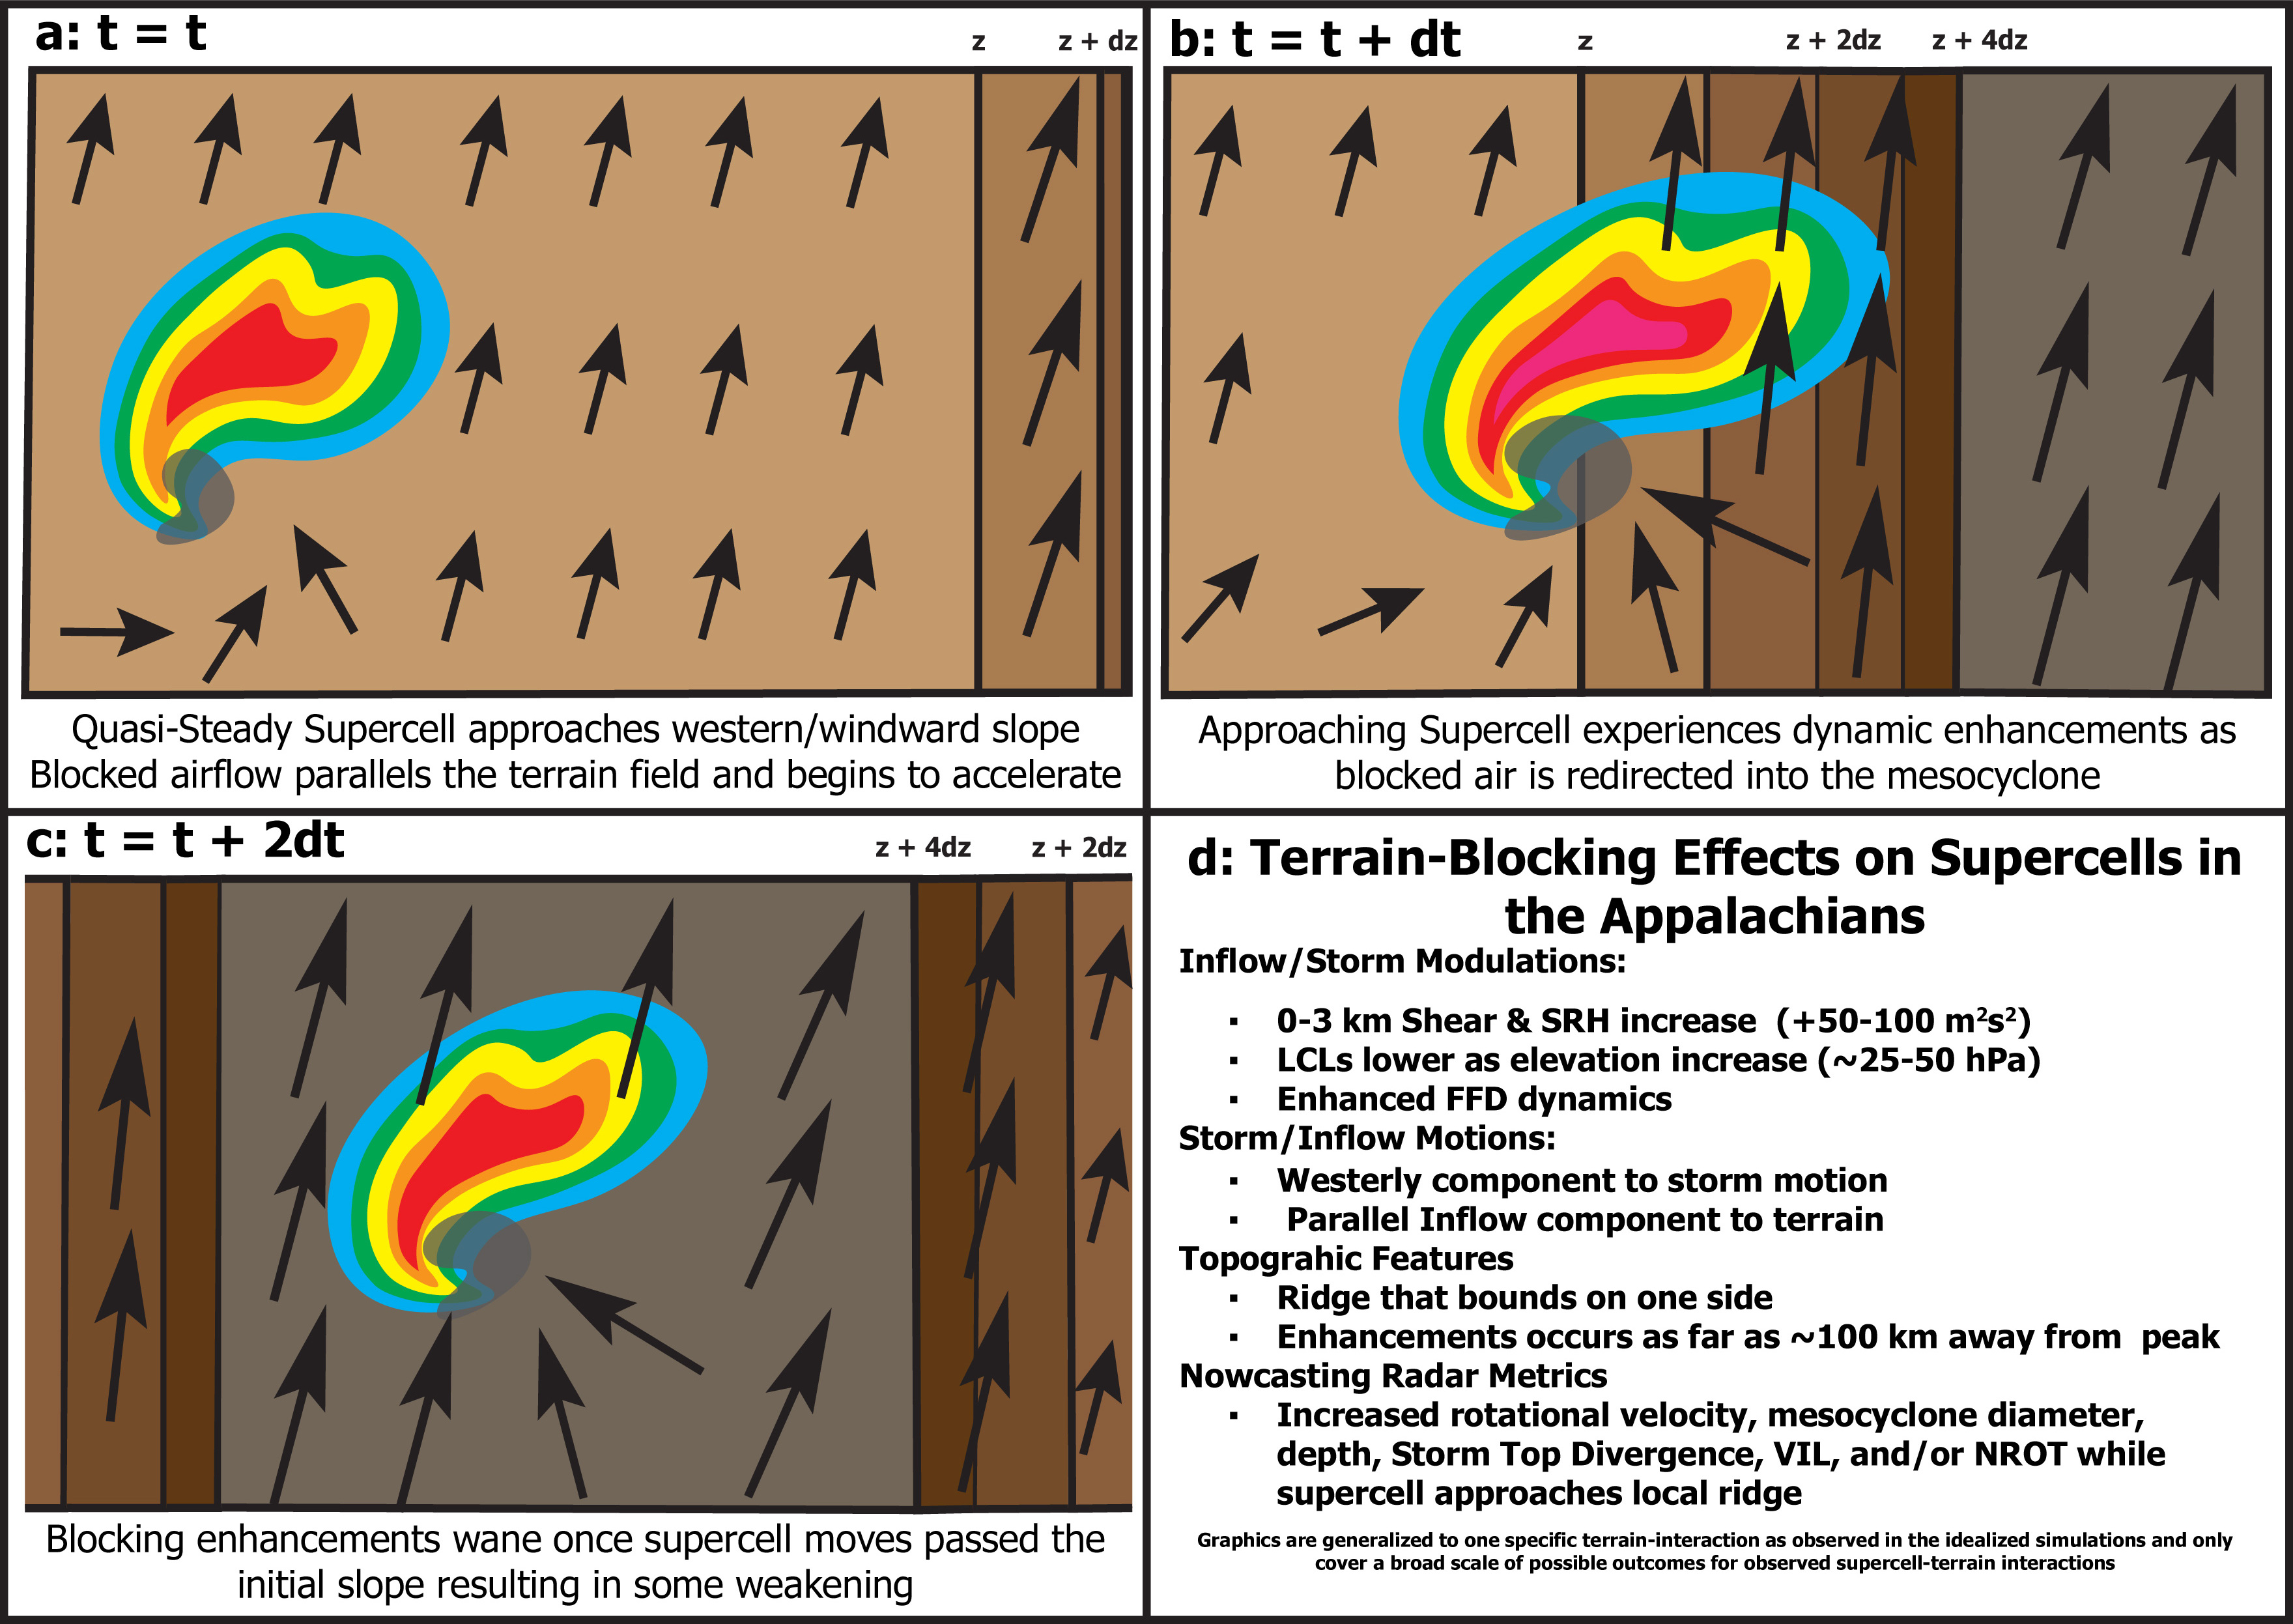 a: t = t
z
z + dz
Quasi-Steady Supercell approaches western/windward slope
Blocked airflow parallels the terrain field and begins to accelerate
b: t = t + dt
z
z + 2dz
z + 4dz
Approaching Supercell experiences dynamic enhancements as
blocked air is redirected into the mesocyclone
c: t = t + 2dt
z + 4dz
z + 2dz
Blocking enhancements wane once supercell moves passed the
initial slope resulting in some weakening
d: Terrain-Blocking Effects on Supercells in
the Appalachians
Inflow/Storm Modulations:
▪ 0-3 km Shear & SRH increase (+50-100 m²s²)
▪ LCLs lower as elevation increase (~25-50 hPa)
▪ Enhanced FFD dynamics
Storm/Inflow Motions:
▪ Westerly component to storm motion
▪ Parallel Inflow component to terrain
Topograhic Features
▪ Ridge that bounds on one side
▪ Enhancements occurs as far as ~100 km away from peak
Nowcasting Radar Metrics
▪ Increased rotational velocity, mesocyclone diameter,
depth, Storm Top Divergence, VIL, and/or NROT while
supercell approaches local ridge
Graphics are generalized to one specific terrain-interaction as observed in the idealized simulations and only
cover a broad scale of possible outcomes for observed supercell-terrain interactions